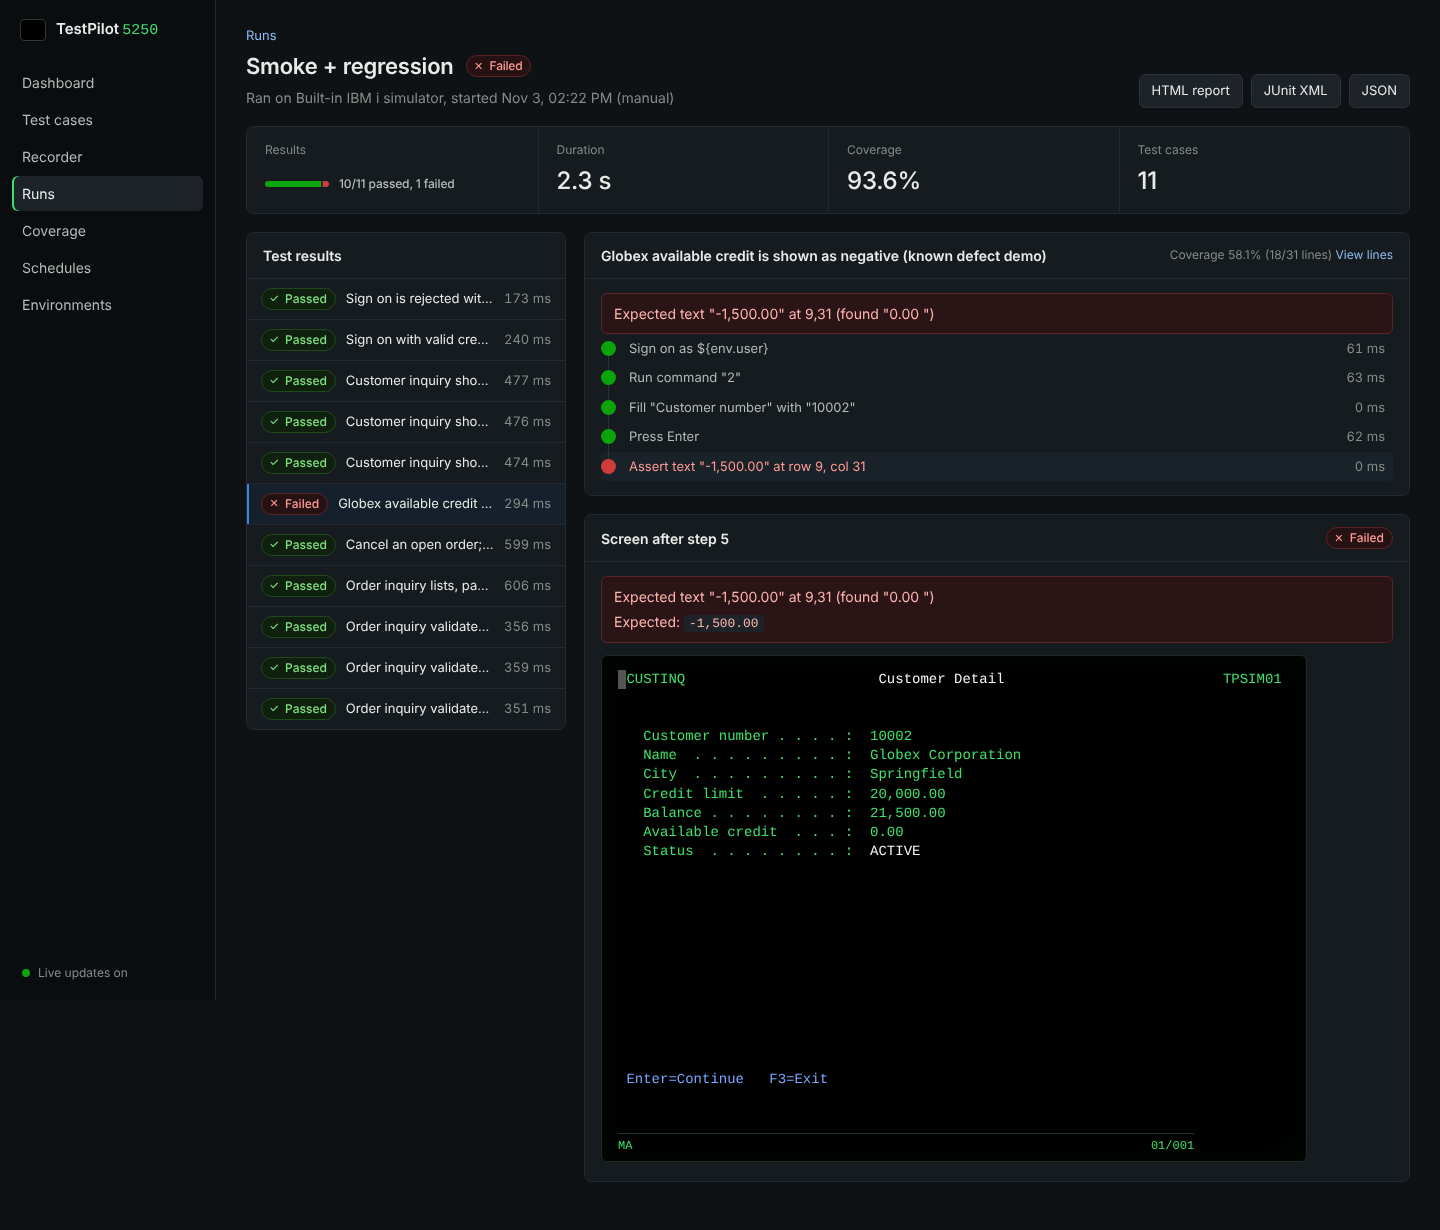 TestPilot 5250
Dashboard
Test cases
Recorder
Runs
Coverage
Schedules
Environments
Live updates on
Runs
Smoke + regression
✕ Failed
Ran on Built-in IBM i simulator, started Nov 3, 02:22 PM (manual)
HTML report
JUnit XML
JSON
Results
10/11 passed, 1 failed
Duration
2.3 s
Coverage
93.6%
Test cases
11
Test results
✓ Passed Sign on is rejected wit... 173 ms
✓ Passed Sign on with valid cre... 240 ms
✓ Passed Customer inquiry sho... 477 ms
✓ Passed Customer inquiry sho... 476 ms
✓ Passed Customer inquiry sho... 474 ms
✕ Failed Globex available credit ... 294 ms
✓ Passed Cancel an open order;... 599 ms
✓ Passed Order inquiry lists, pa... 606 ms
✓ Passed Order inquiry validate... 356 ms
✓ Passed Order inquiry validate... 359 ms
✓ Passed Order inquiry validate... 351 ms
Globex available credit is shown as negative (known defect demo)
Coverage 58.1% (18/31 lines) View lines
Expected text "-1,500.00" at 9,31 (found "0.00 ")
Sign on as ${env.user} 61 ms
Run command "2" 63 ms
Fill "Customer number" with "10002" 0 ms
Press Enter 62 ms
Assert text "-1,500.00" at row 9, col 31 0 ms
Screen after step 5
✕ Failed
Expected text "-1,500.00" at 9,31 (found "0.00 ")
Expected: -1,500.00
CUSTINQ Customer Detail TPSIM01
Customer number . . . . : 10002
Name . . . . . . . . . : Globex Corporation
City . . . . . . . . . : Springfield
Credit limit . . . . . : 20,000.00
Balance . . . . . . . . : 21,500.00
Available credit . . . : 0.00
Status . . . . . . . . : ACTIVE
Enter=Continue F3=Exit
MA 01/001